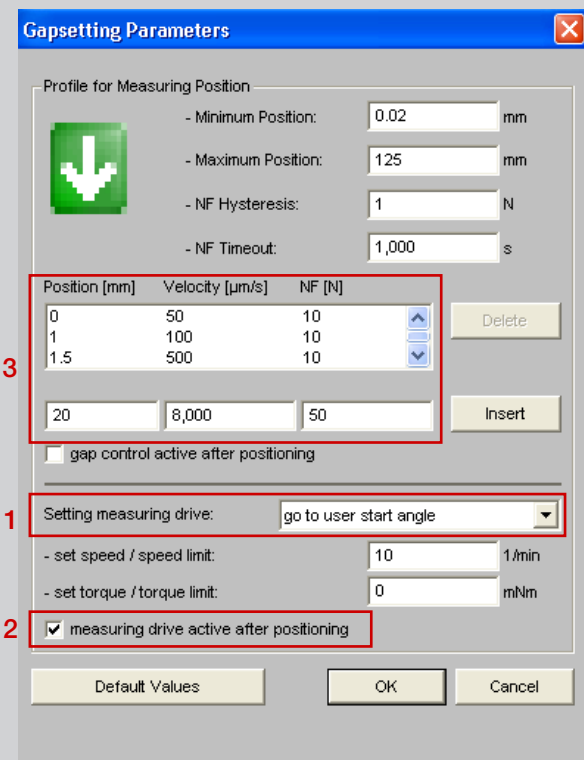 Gapsetting Parameters
Profile for Measuring Position
- Minimum Position: 0.02 mm
- Maximum Position: 125 mm
- NF Hysteresis: 1 N
- NF Timeout: 1,000 s
Position [mm] Velocity [µm/s] NF [N]
0 50 10
1 100 10
1.5 500 10
Delete
3
20 8,000 50 Insert
gap control active after positioning
1 Setting measuring drive: go to user start angle
- set speed / speed limit: 10 1/min
- set torque / torque limit: 0 mNm
2 measuring drive active after positioning
Default Values OK Cancel